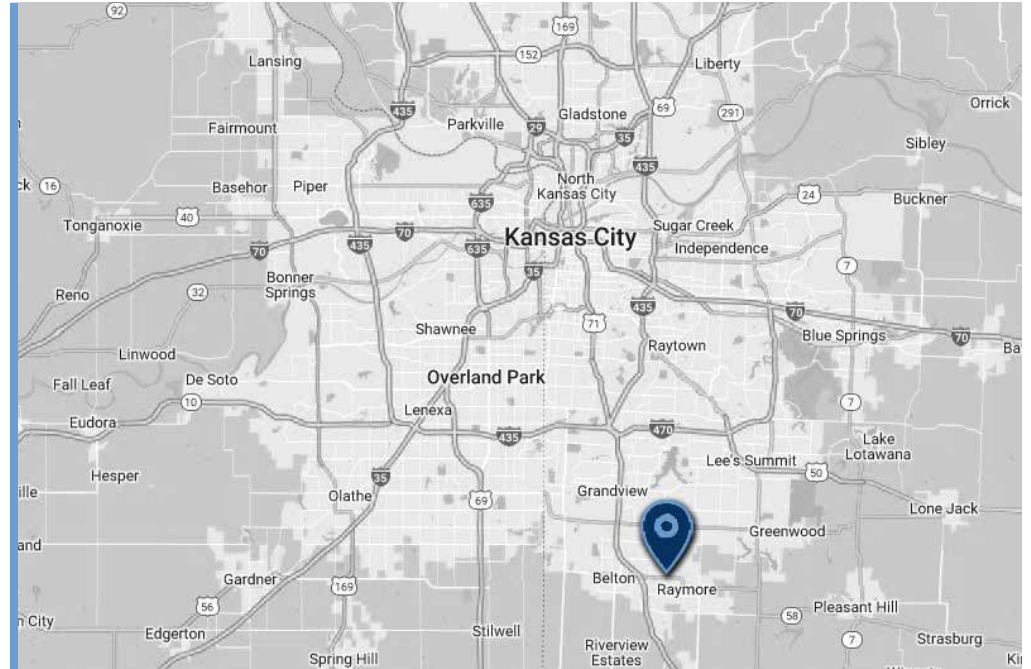 92
169
152
Lansing
Liberty
435
69
291
Orrick
Parkville
29
Gladstone
35
Fairmount
Sibley
435
North
Kansas City
16
Basehor
Piper
24
Buckner
635
Tonganoxie
40
Sugar Creek
70
435
Kansas City
635
Independence
70
7
35
Bonner
Springs
Reno
32
435
70
71
Shawnee
Blue Springs
70
Raytown
Linwood
Overland Park
Fall Leaf
De Soto
10
7
Lenexa
Eudora
435
470
Lake
Lotawana
Lee's Summit
50
Hesper
35
Olathe
69
Grandview
Lone Jack
Greenwood
Gardner
169
Belton
Raymore
56
58
Pleasant Hill
Edgerton
Stilwell
7
Strasburg
Spring Hill
Riverview
Estates